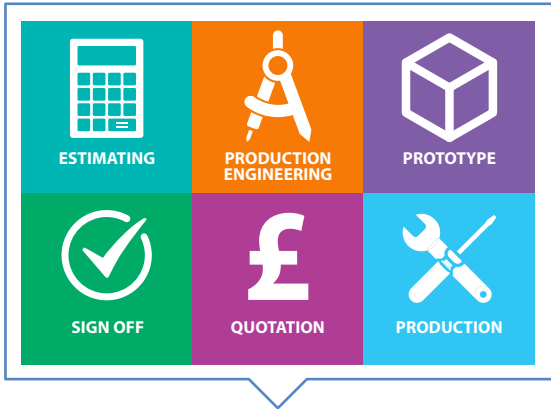 ESTIMATING
PRODUCTION
ENGINEERING
PROTOTYPE
SIGN OFF
£
QUOTATION
PRODUCTION